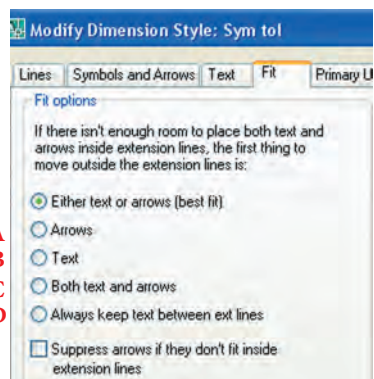 Modify Dimension Style: Sym tol
Lines Symbols and Arrows Text Fit Primary U
Fit options
If there isn't enough room to place both text and
arrows inside extension lines, the first thing to
move outside the extension lines is:
Either text or arrows (best fit)
A
Arrows
B
Text
C
Both text and arrows
D
Always keep text between ext lines
Suppress arrows if they don't fit inside
extension lines